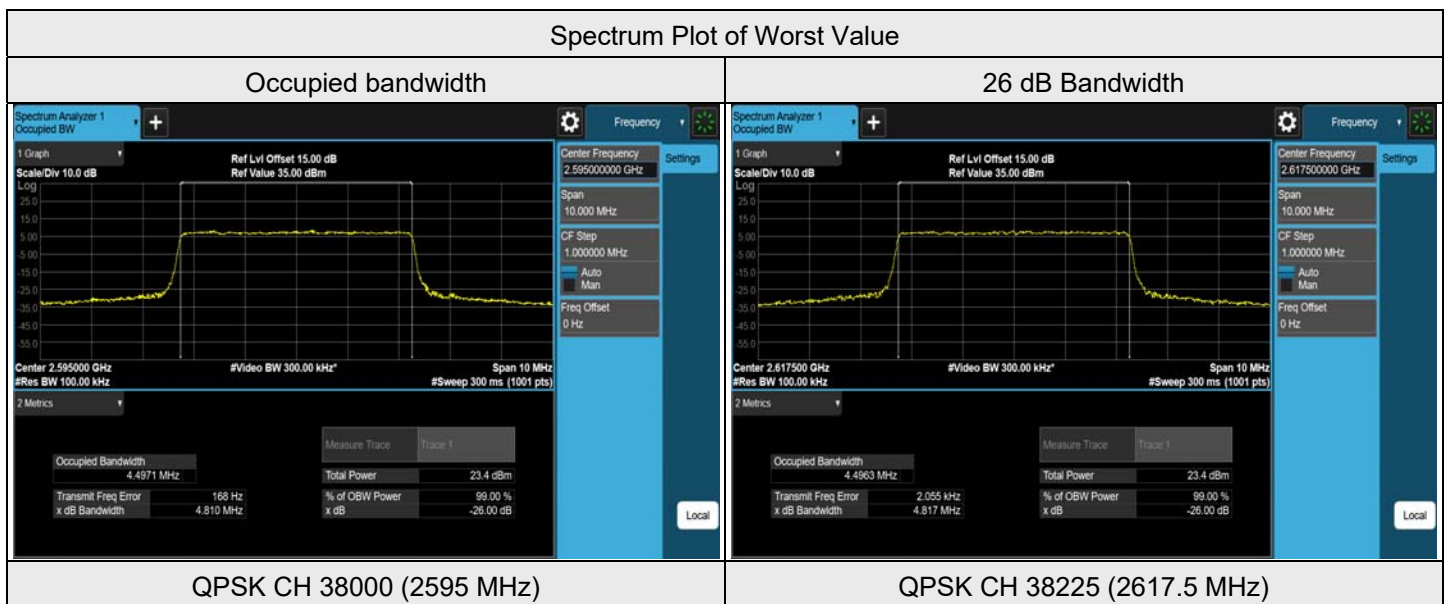 Spectrum Plot of Worst Value
Occupied bandwidth
26 dB Bandwidth
Spectrum Analyzer 1
Occupied BW
+
Frequency
1 Graph
Scale/Div 10.0 dB
Ref Lvl Offset 15.00 dB
Ref Value 35.00 dBm
Log
25.0
15.0
5.00
-5.00
-15.0
-25.0
-35.0
-45.0
-55.0
Center 2.595000 GHz
#Video BW 300.00 kHz*
Span 10 MHz
#Res BW 100.00 kHz
#Sweep 300 ms (1001 pts)
Center Frequency
2.595000000 GHz
Settings
Span
10.000 MHz
CF Step
1.000000 MHz
Auto
Man
Freq Offset
0 Hz
2 Metrics
Measure Trace Trace 1
Occupied Bandwidth
4.4971 MHz
Total Power 23.4 dBm
Transmit Freq Error 168 Hz
% of OBW Power 99.00 %
x dB Bandwidth 4.810 MHz
x dB -26.00 dB
Local
Spectrum Analyzer 1
Occupied BW
+
Frequency
1 Graph
Scale/Div 10.0 dB
Ref Lvl Offset 15.00 dB
Ref Value 35.00 dBm
Log
25.0
15.0
5.00
-5.00
-15.0
-25.0
-35.0
-45.0
-55.0
Center 2.617500 GHz
#Video BW 300.00 kHz*
Span 10 MHz
#Res BW 100.00 kHz
#Sweep 300 ms (1001 pts)
Center Frequency
2.617500000 GHz
Settings
Span
10.000 MHz
CF Step
1.000000 MHz
Auto
Man
Freq Offset
0 Hz
2 Metrics
Measure Trace Trace 1
Occupied Bandwidth
4.4963 MHz
Total Power 23.4 dBm
Transmit Freq Error 2.055 kHz
% of OBW Power 99.00 %
x dB Bandwidth 4.817 MHz
x dB -26.00 dB
Local
QPSK CH 38000 (2595 MHz)
QPSK CH 38225 (2617.5 MHz)